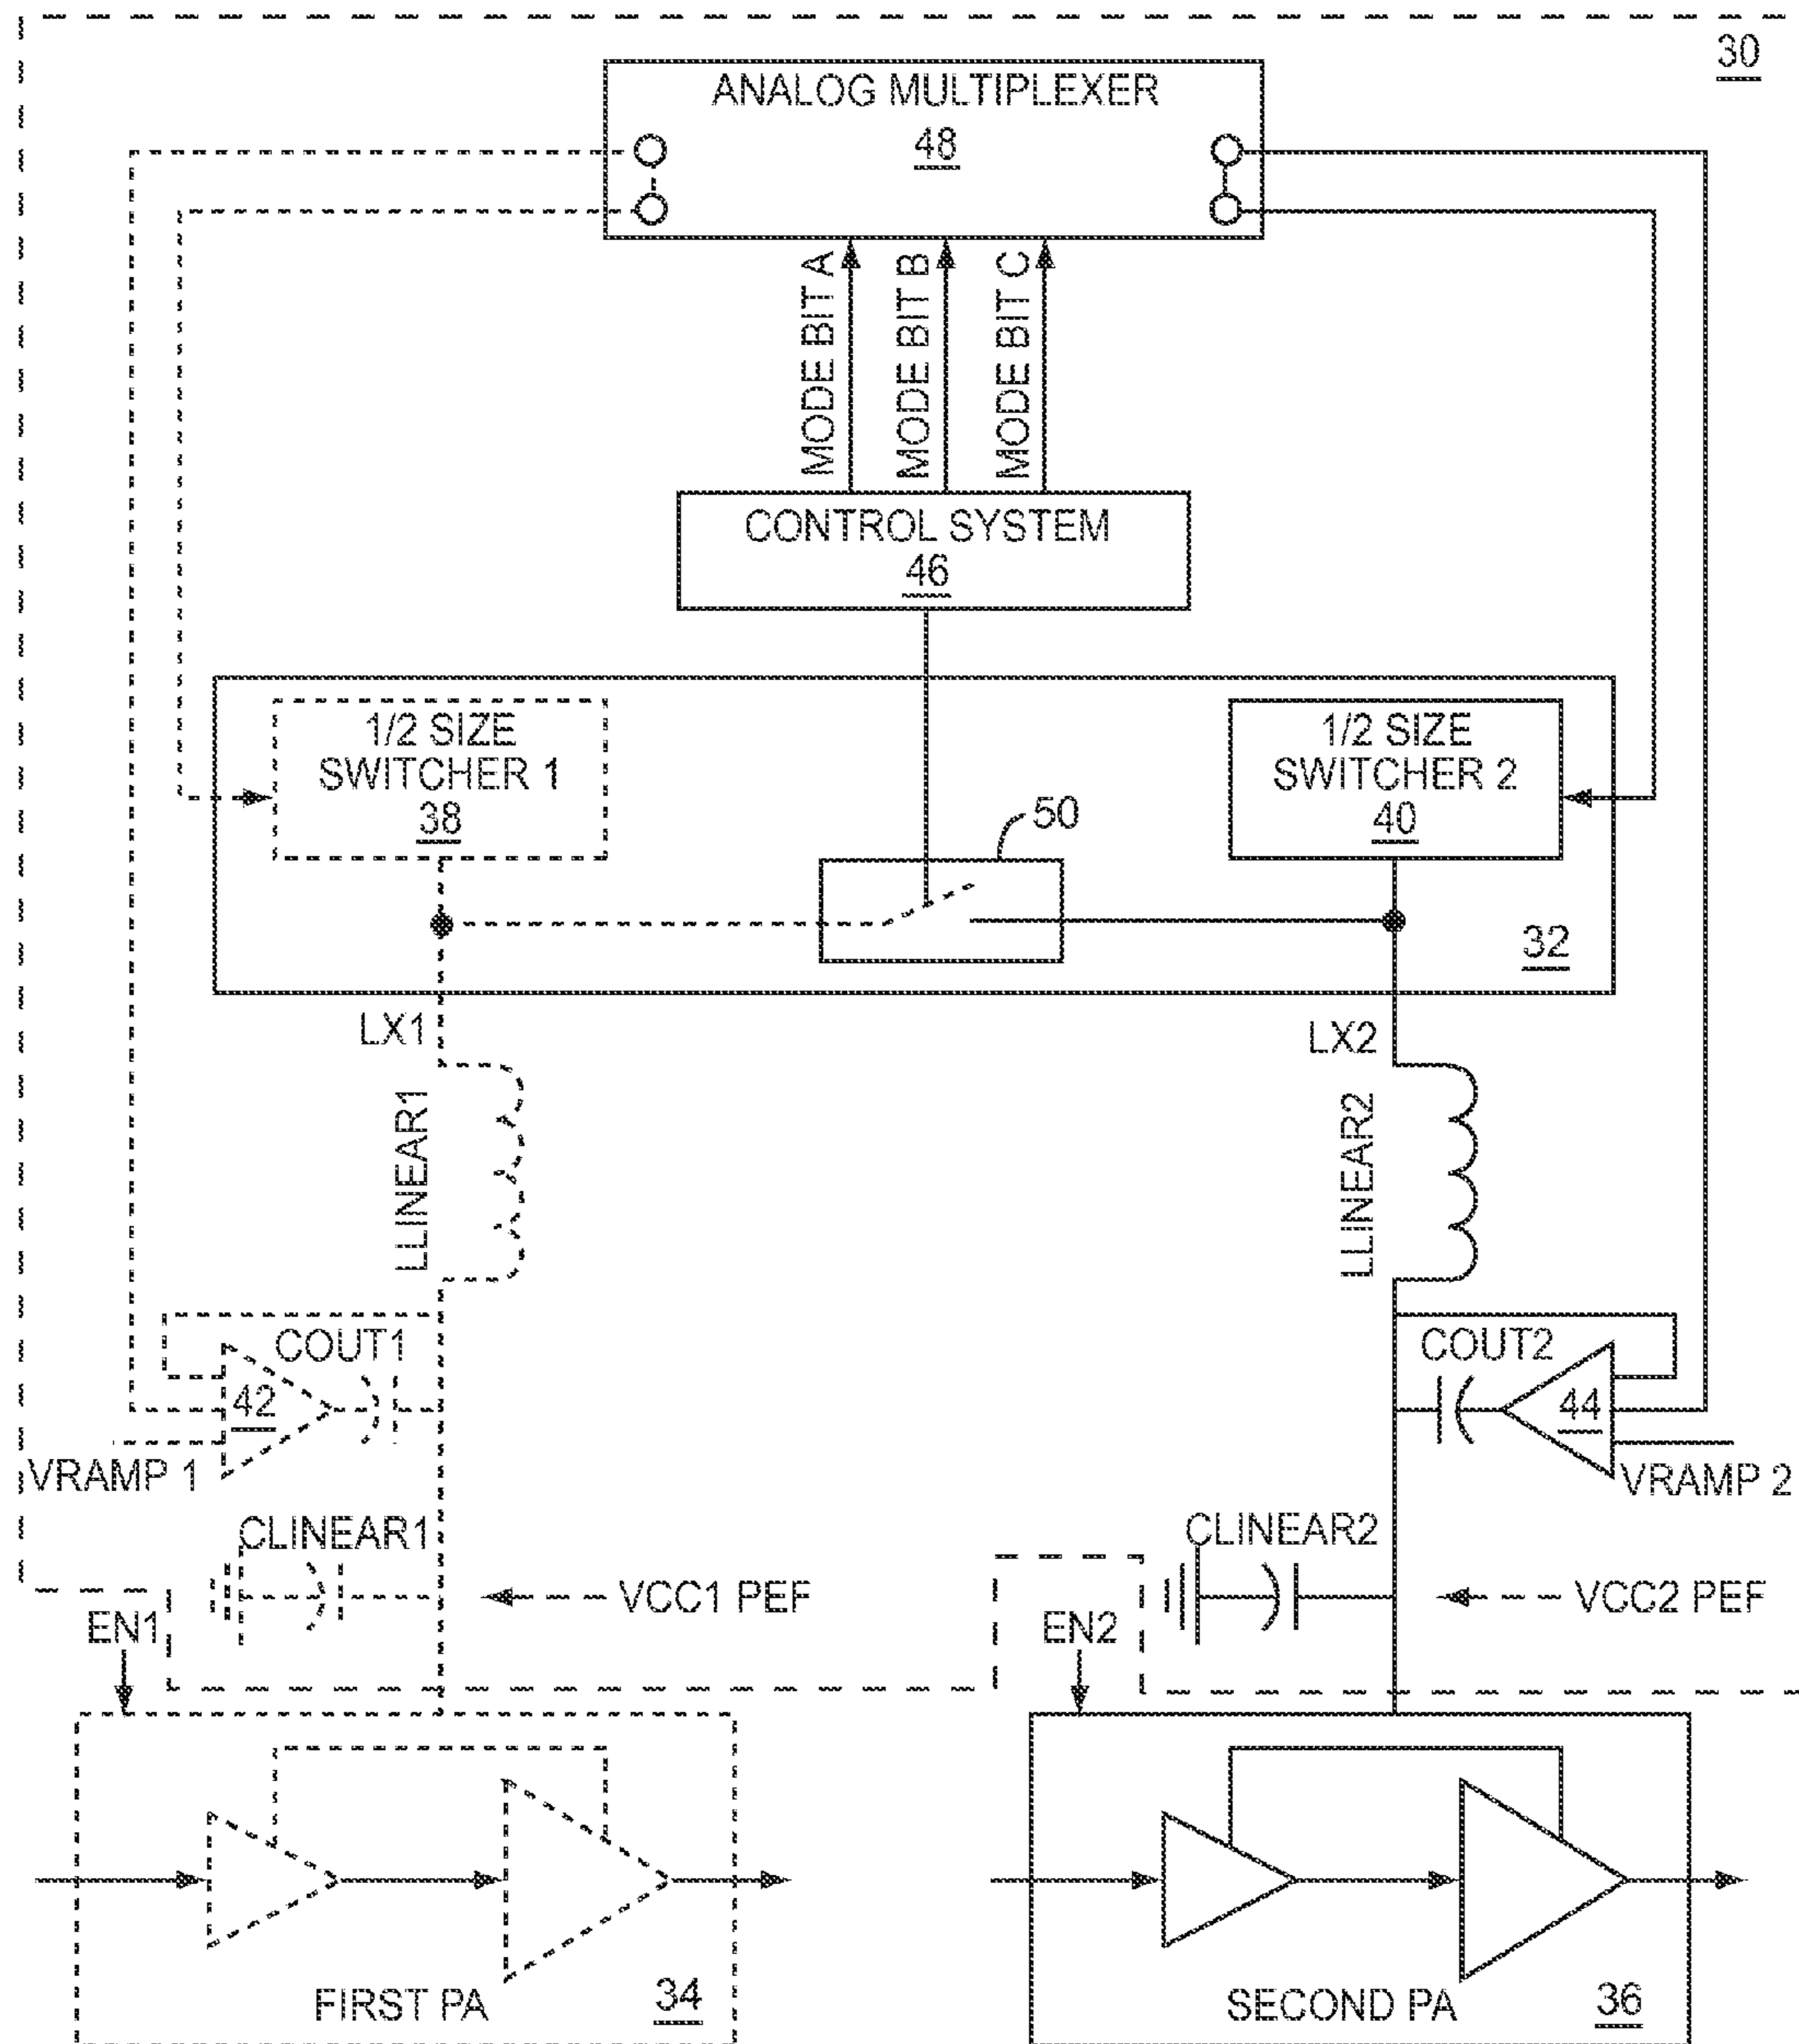 30
ANALOG MULTIPLEXER
48
MODE BIT A
MODE BIT B
MODE BIT C
CONTROL SYSTEM
46
1/2 SIZE
SWITCHER 1
38
1/2 SIZE
SWITCHER 2
40
50
32
LX1
LX2
LLINEAR1
LLINEAR2
COUT1
42
VRAMP 1
COUT2
44
VRAMP 2
CLINEAR1
VCC1 PEF
CLINEAR2
VCC2 PEF
EN1
EN2
FIRST PA
34
SECOND PA
36